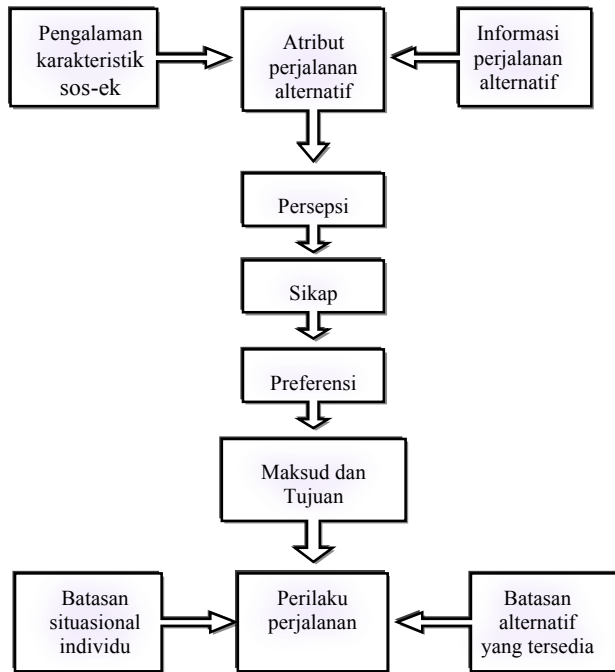 Pengalaman
karakteristik
sos-ek
Atribut
perjalanan
alternatif
Informasi
perjalanan
alternatif
Persepsi
Sikap
Preferensi
Maksud dan
Tujuan
Batasan
situasional
individu
Perilaku
perjalanan
Batasan
alternatif
yang tersedia